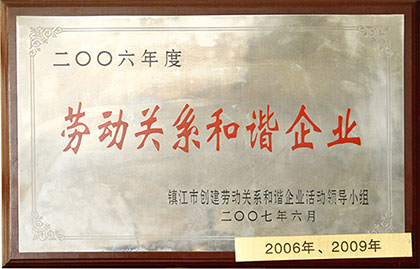 二〇〇六年度
劳动关系和谐企业
镇江市创建劳动关系和谐企业活动领导小组
二〇〇七年六月
2006年、2009年